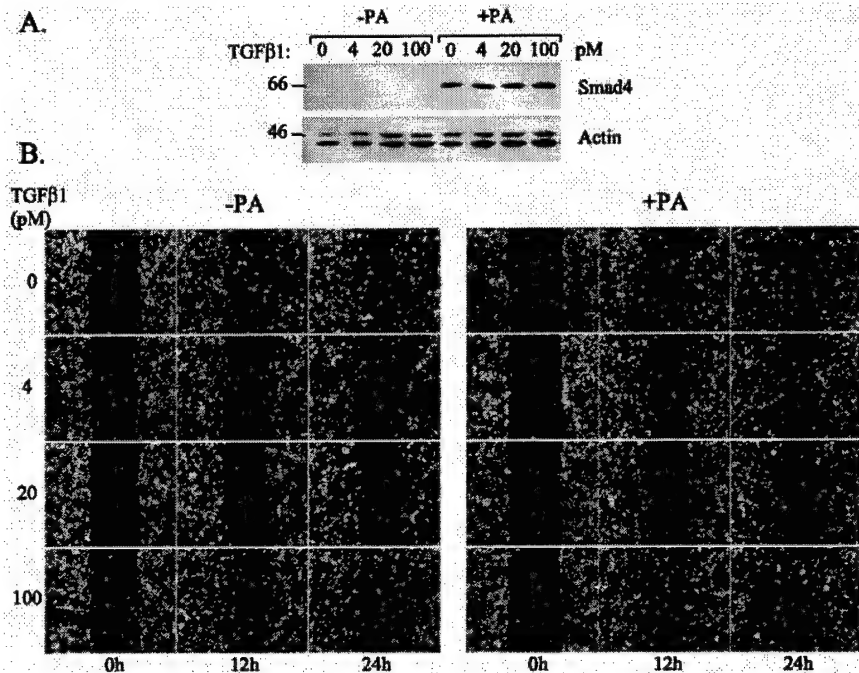 A.
-PA +PA
TGFβ1: 0 4 20 100 0 4 20 100 pM
66 Smad4
46 Actin
B.
TGFβ1
(pM)
-PA +PA
0
4
20
100
0h 12h 24h 0h 12h 24h